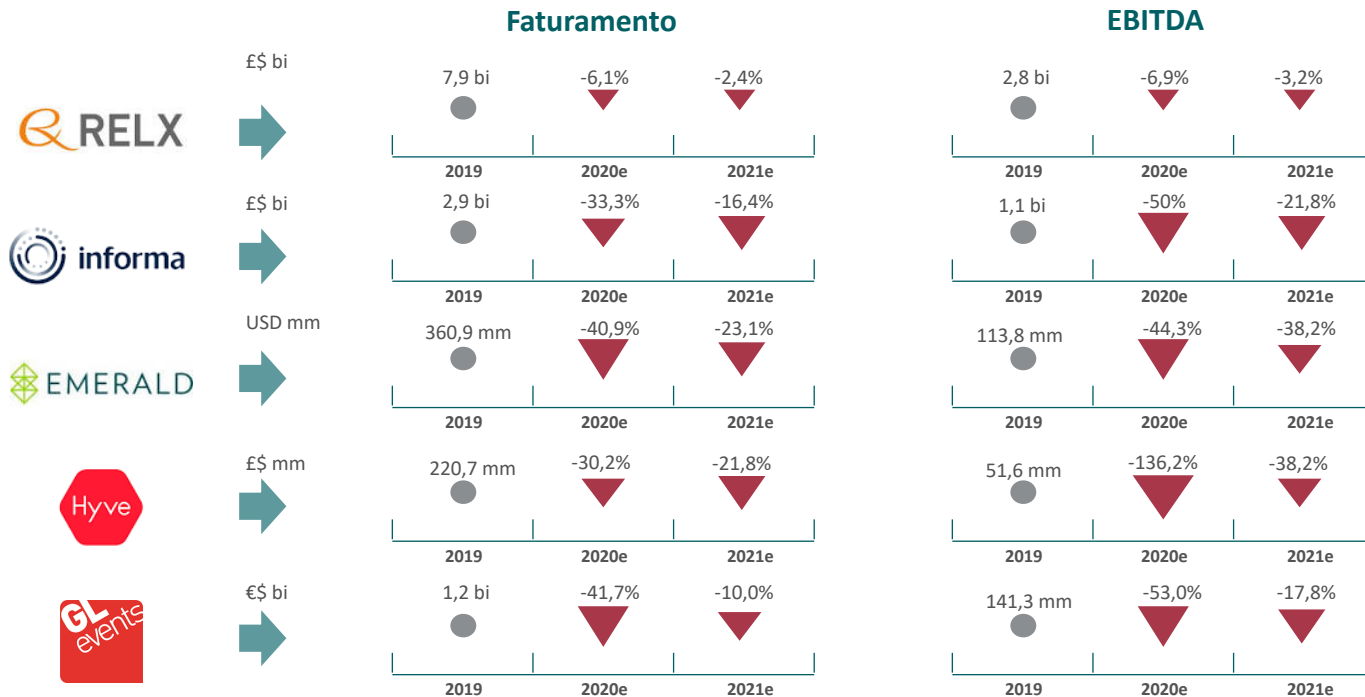 Faturamento EBITDA
£$ bi
7,9 bi -6,1% -2,4% 2,8 bi -6,9% -3,2%
RELX
2019 2020e 2021e 2019 2020e 2021e
£$ bi 2,9 bi -33,3% -16,4% 1,1 bi -50% -21,8%
informa
2019 2020e 2021e 2019 2020e 2021e
USD mm 360,9 mm -40,9% -23,1% 113,8 mm -44,3% -38,2%
EMERALD
2019 2020e 2021e 2019 2020e 2021e
£$ mm 220,7 mm -30,2% -21,8% 51,6 mm -136,2% -38,2%
Hyve
2019 2020e 2021e 2019 2020e 2021e
€$ bi 1,2 bi -41,7% -10,0% 141,3 mm -53,0% -17,8%
GL
events
2019 2020e 2021e 2019 2020e 2021e